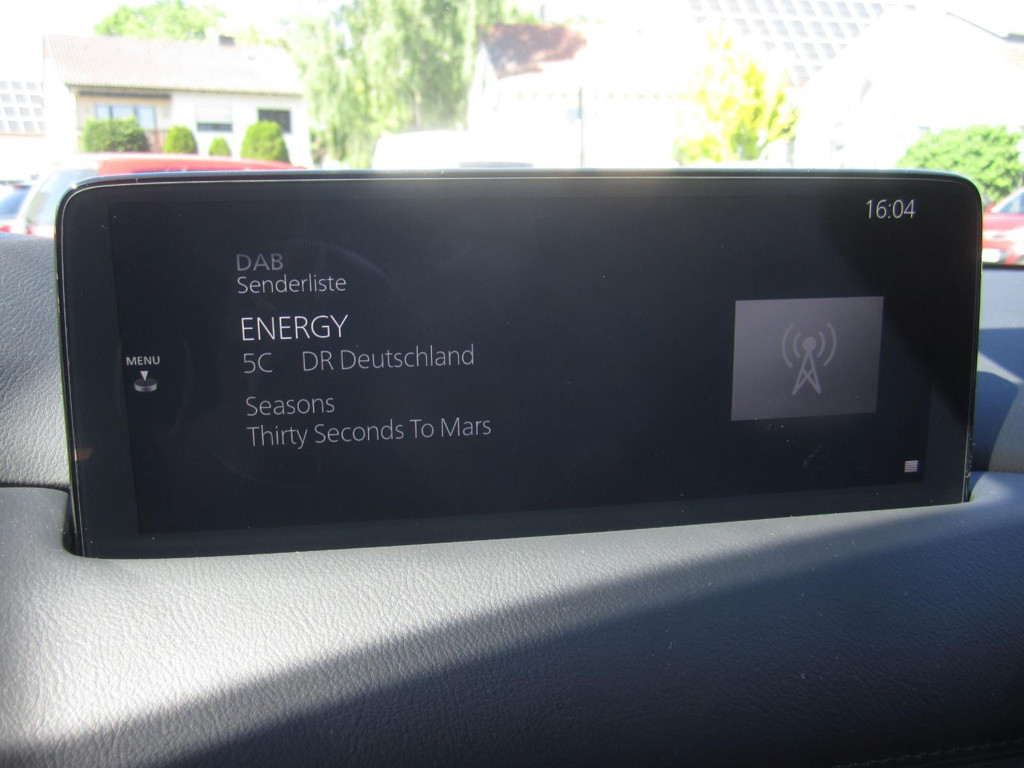 16:04
DAB
Senderliste
ENERGY
5C DR Deutschland
MENU
Seasons
Thirty Seconds To Mars